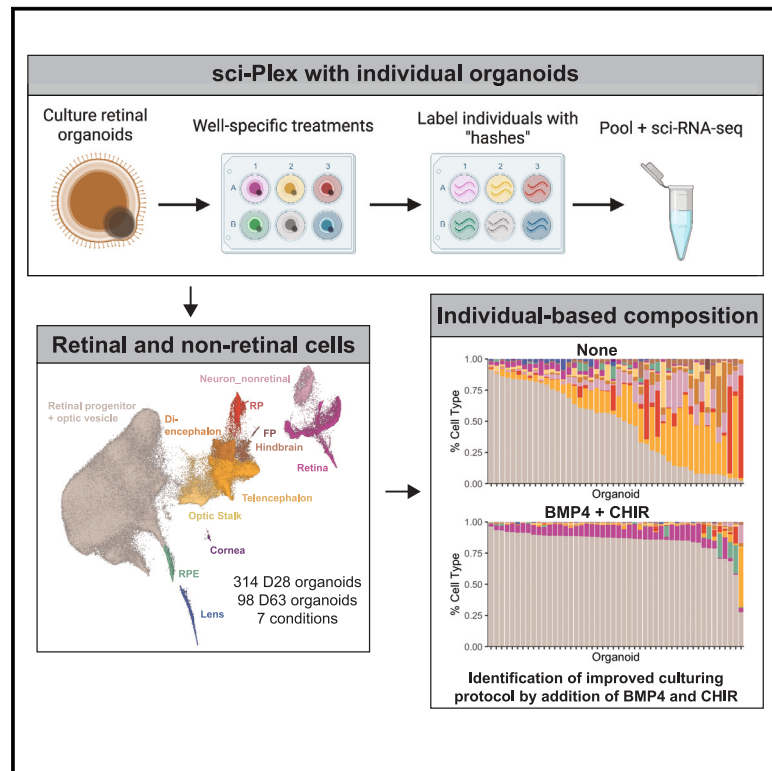 sci-Plex with individual organoids
Culture retinal
organoids
Well-specific treatments
Label individuals with
"hashes"
Pool + sci-RNA-seq
1 2 3
A
B
1 2 3
A
B
Retinal and non-retinal cells
Neuron_nonretinal
Retinal progenitor
+ optic vesicle
RP
Di-
encephalon
FP
Hindbrain
Retina
Telencephalon
Optic Stalk
Cornea
RPE
Lens
314 D28 organoids
98 D63 organoids
7 conditions
Individual-based composition
None
% Cell Type
1.00
0.75
0.50
0.25
0.00
Organoid
BMP4 + CHIR
% Cell Type
1.00
0.75
0.50
0.25
0.00
Organoid
Identification of improved culturing
protocol by addition of BMP4 and CHIR